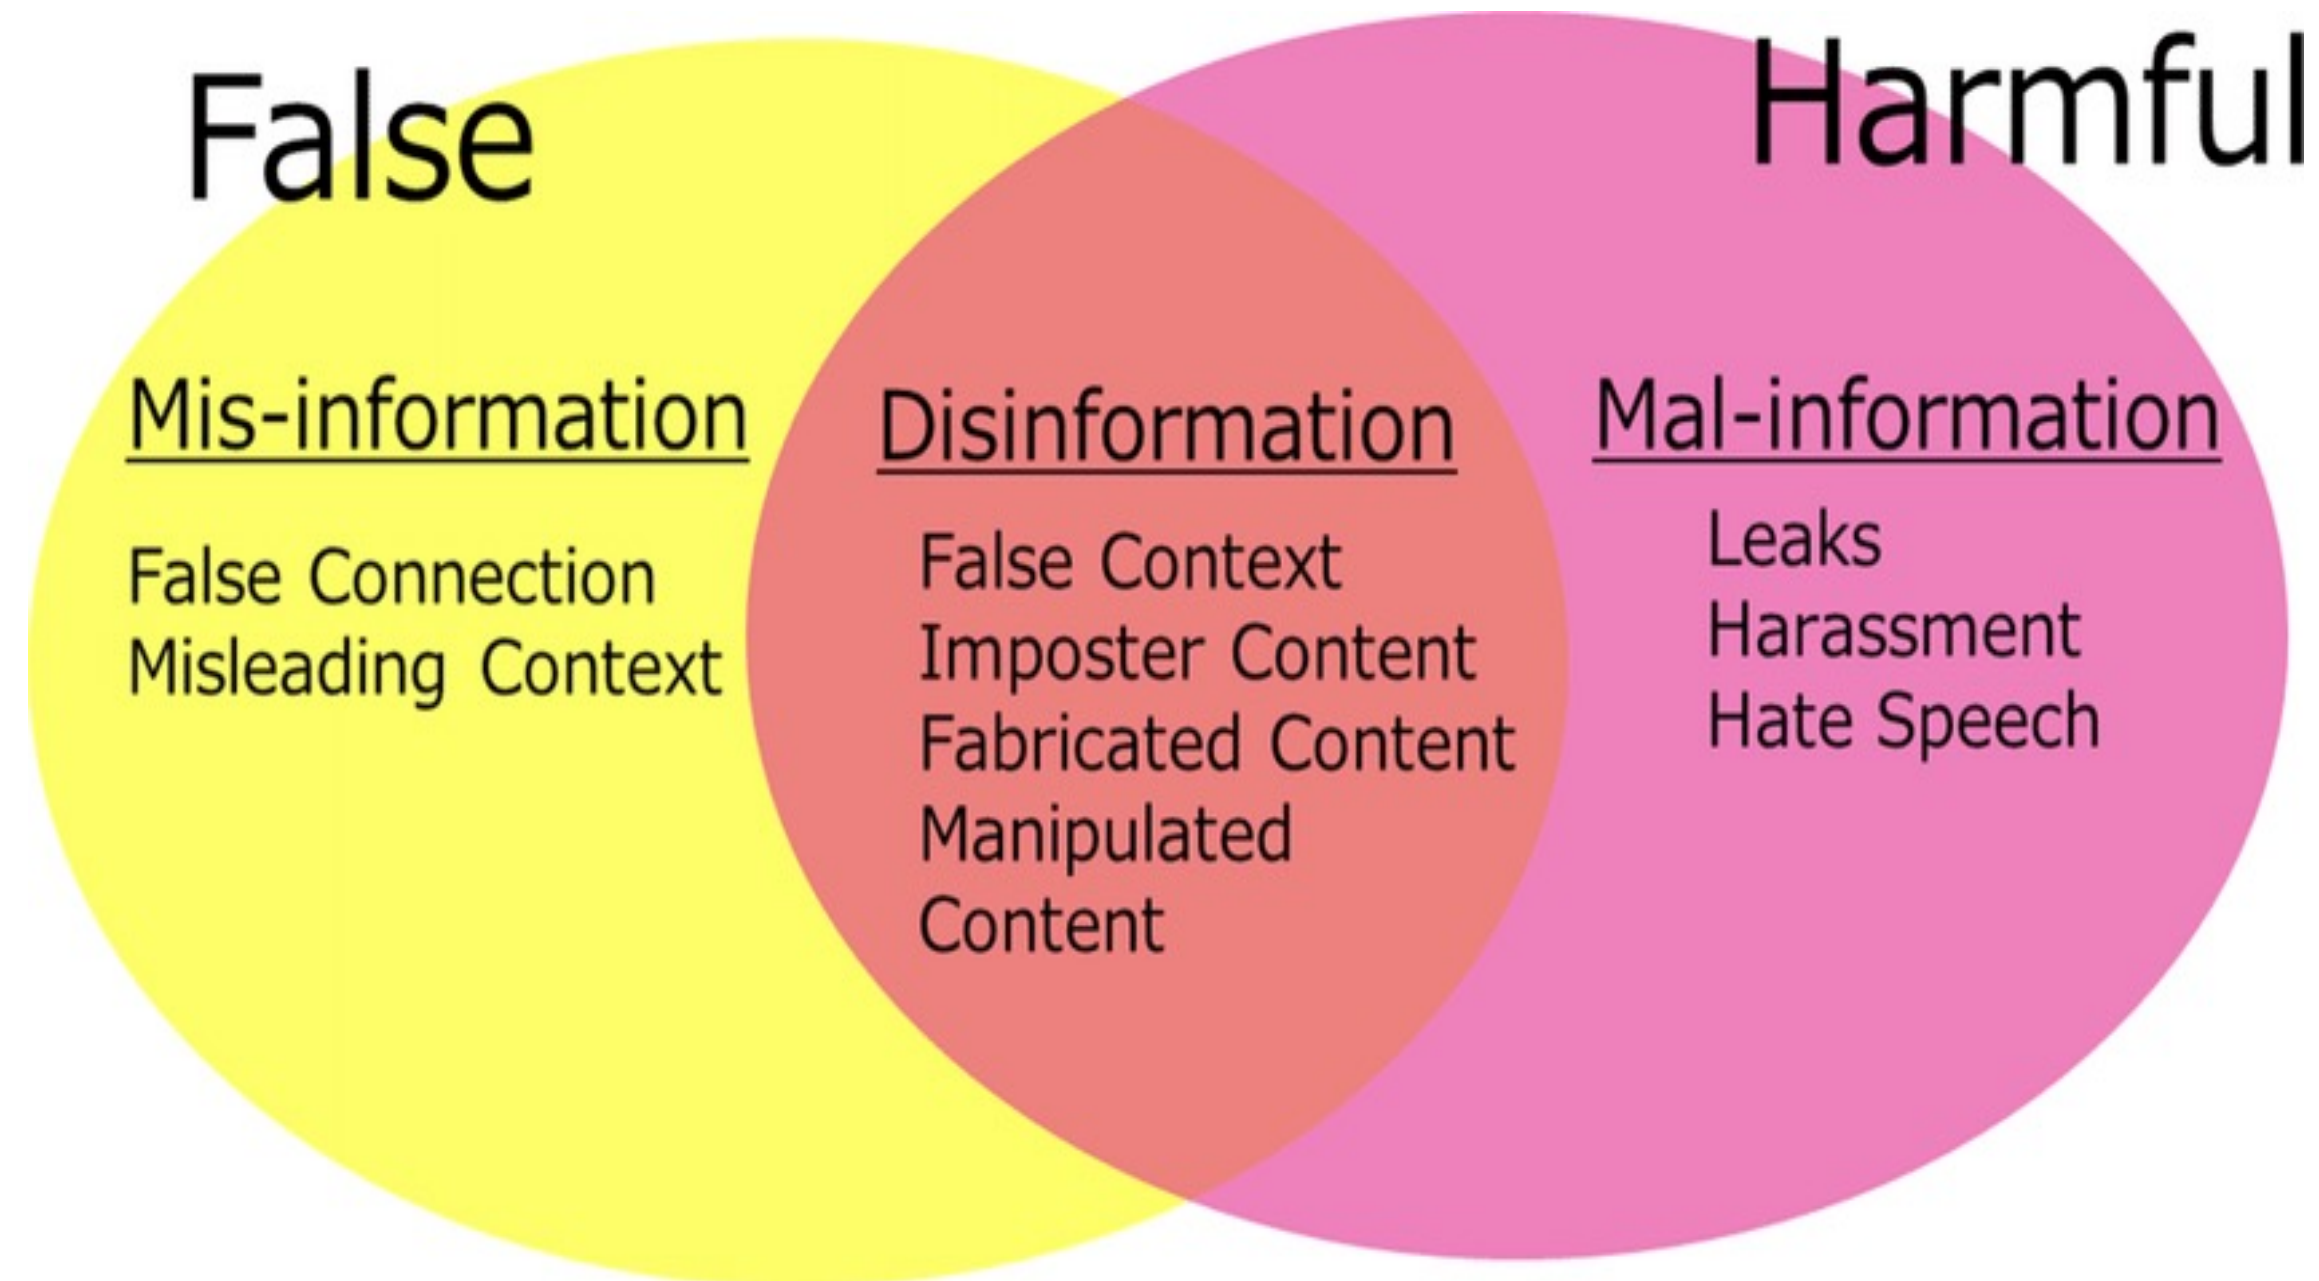 False
Harmful
Mis-information
False Connection
Misleading Context
Disinformation
False Context
Imposter Content
Fabricated Content
Manipulated
Content
Mal-information
Leaks
Harassment
Hate Speech